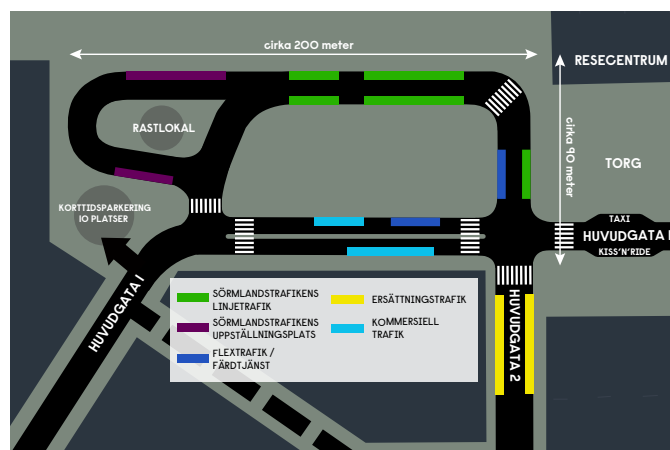 cirka 200 meter
RESECENTRUM
cirka 90 meter
RASTLOKAL
TORG
KORTTIDSPARKERING
10 PLATSER
TAXI
HUVUDGATA 1
KISS'N'RIDE
HUVUDGATA 1
HUVUDGATA 2
SÖRMLANDSTRAFIKENS
LINJETRAFIK
SÖRMLANDSTRAFIKENS
UPPSTÄLLNINGSPLATS
FLEXTRAFIK /
FÄRDTJÄNST
ERSÄTTNINGSTRAFIK
KOMMERSIELL
TRAFIK